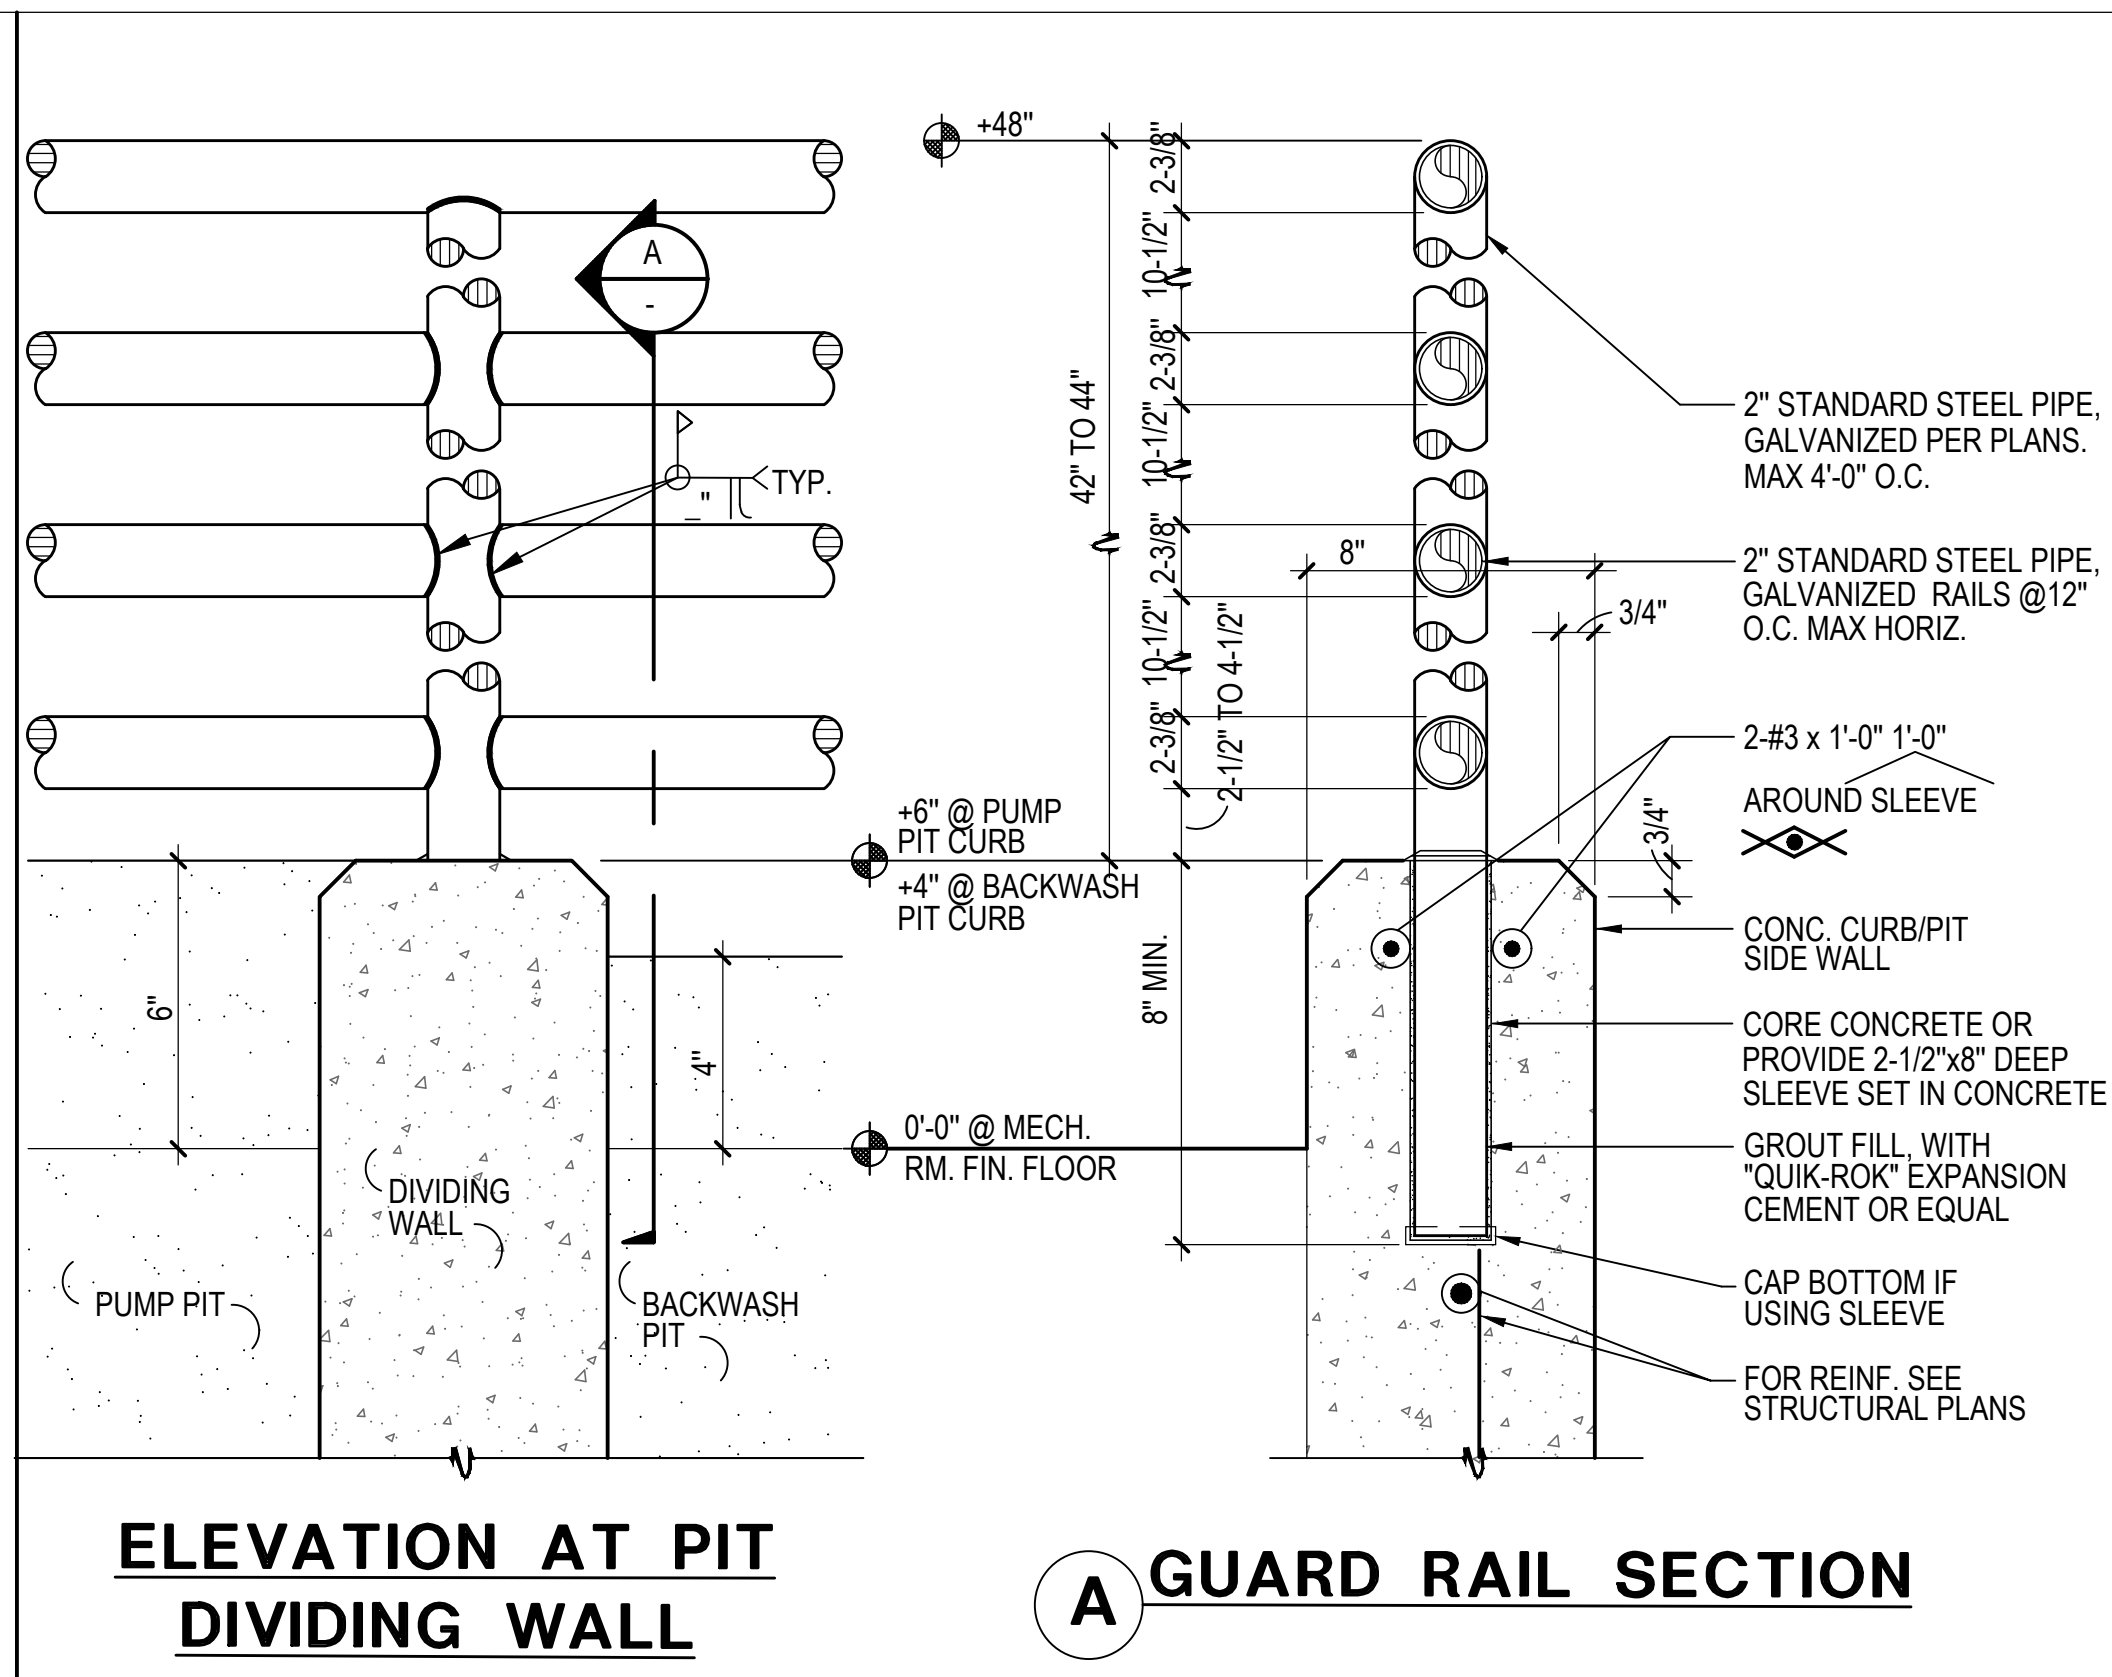 A
-
_"
TYP.
6"
4"
DIVIDING
WALL
PUMP PIT
BACKWASH
PIT
ELEVATION AT PIT
DIVIDING WALL
+48"
42" TO 44"
2-3/8"
10-1/2"
2-3/8"
10-1/2"
2-3/8"
10-1/2"
2-3/8"
2-1/2" TO 4-1/2"
8"
3/4"
3/4"
+6" @ PUMP
PIT CURB
+4" @ BACKWASH
PIT CURB
8" MIN.
0'-0" @ MECH.
RM. FIN. FLOOR
2" STANDARD STEEL PIPE,
GALVANIZED PER PLANS.
MAX 4'-0" O.C.
2" STANDARD STEEL PIPE,
GALVANIZED RAILS @12"
O.C. MAX HORIZ.
2-#3 x 1'-0" 1'-0"
AROUND SLEEVE
CONC. CURB/PIT
SIDE WALL
CORE CONCRETE OR
PROVIDE 2-1/2"x8" DEEP
SLEEVE SET IN CONCRETE
GROUT FILL, WITH
"QUIK-ROK" EXPANSION
CEMENT OR EQUAL
CAP BOTTOM IF
USING SLEEVE
FOR REINF. SEE
STRUCTURAL PLANS
A GUARD RAIL SECTION